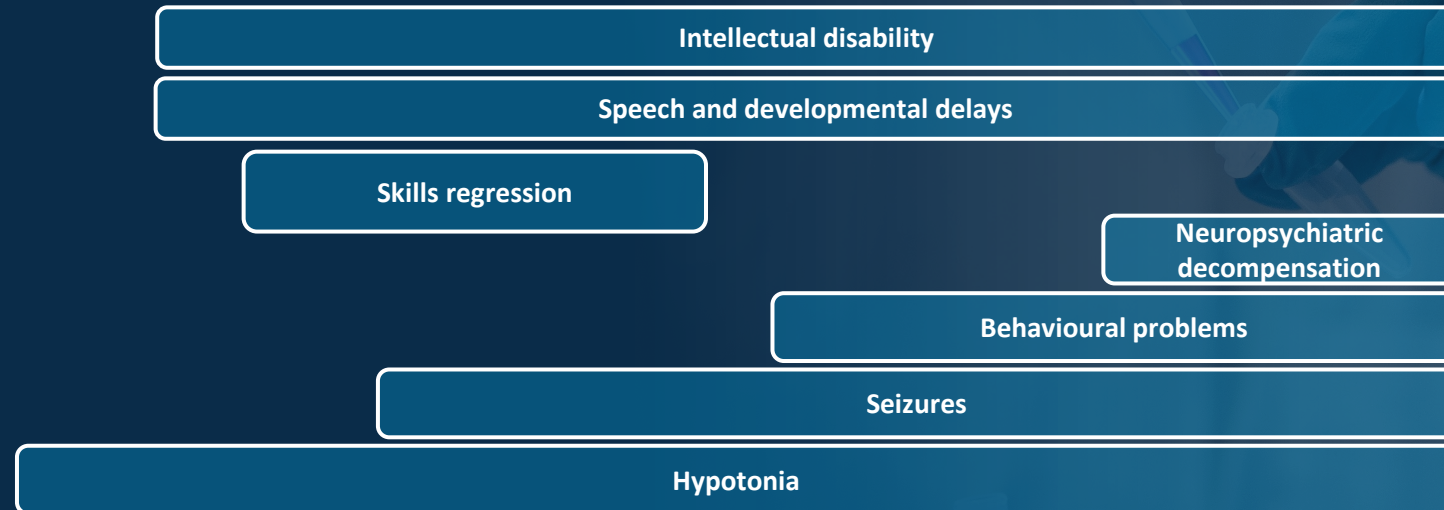 Intellectual disability
Speech and developmental delays
Skills regression
Neuropsychiatric
decompensation
Behavioural problems
Seizures
Hypotonia